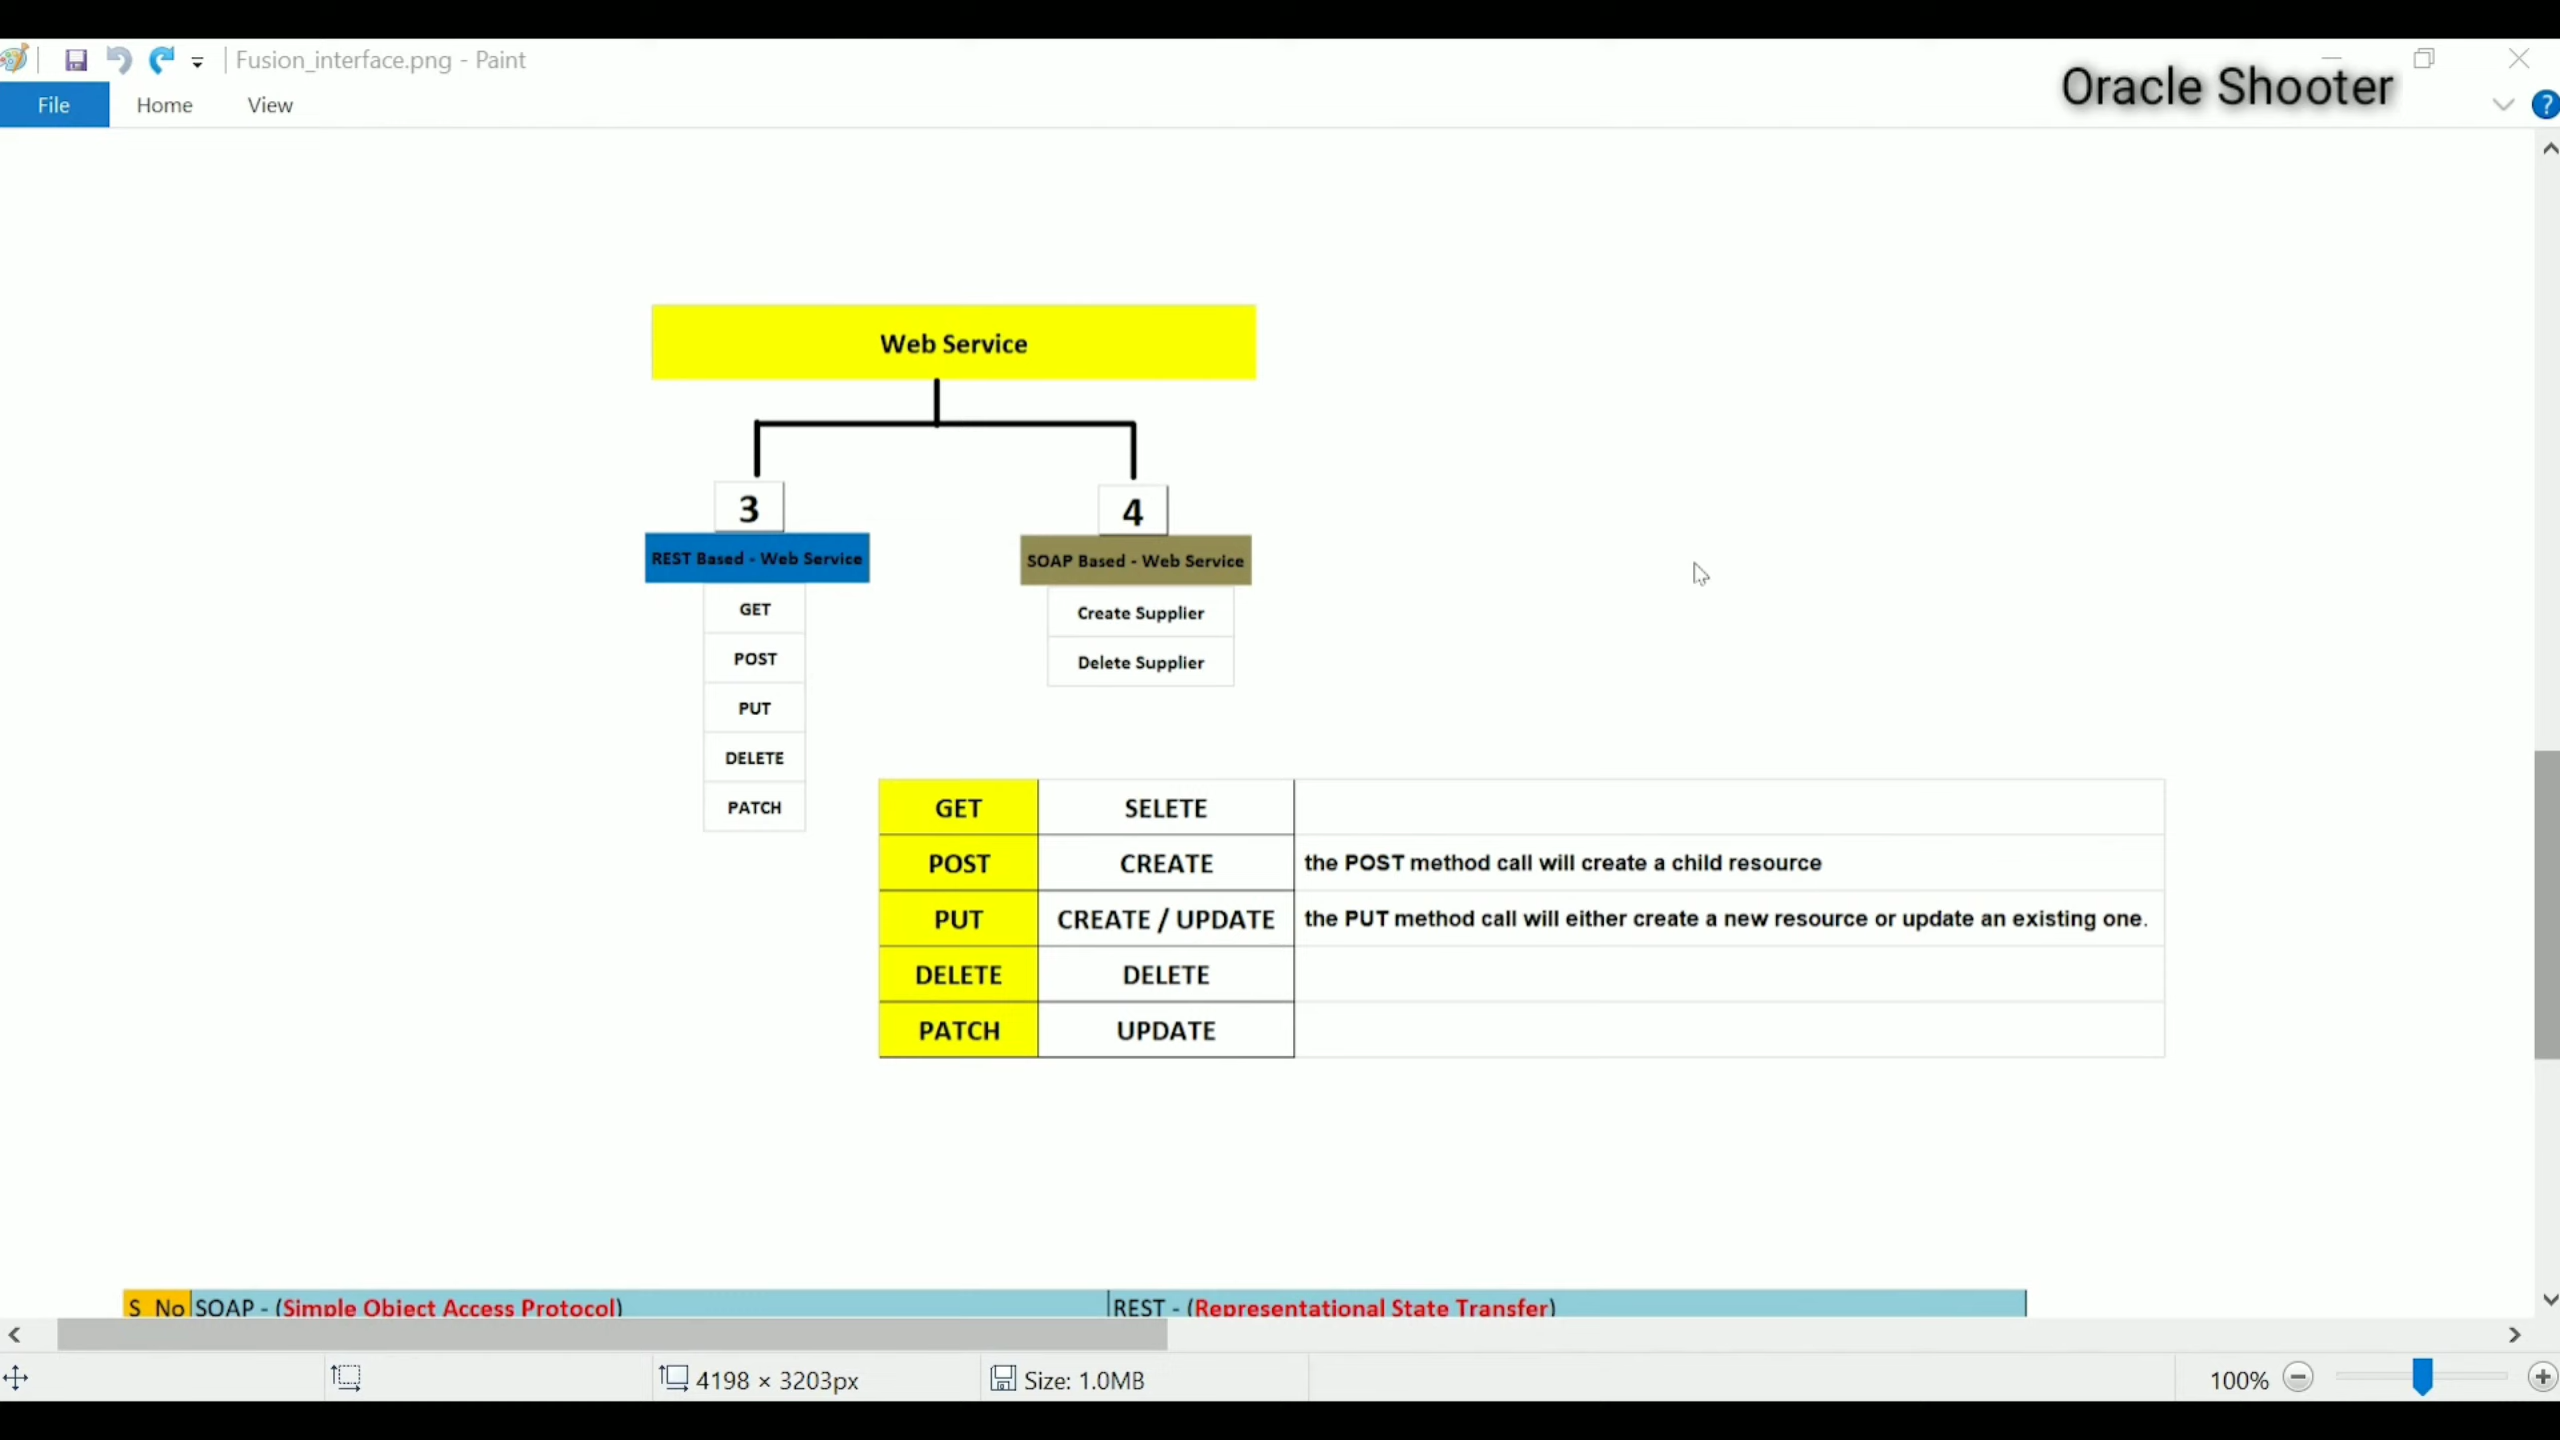 Fusion_interface.png - Paint
Oracle Shooter
File Home View
Web Service
3 4
REST Based - Web Service SOAP Based - Web Service
GET Create Supplier
POST Delete Supplier
PUT
DELETE
PATCH
GET SELETE
POST CREATE the POST method call will create a child resource
PUT CREATE / UPDATE the PUT method call will either create a new resource or update an existing one.
DELETE DELETE
PATCH UPDATE
S_No SOAP - (Simple Object Access Protocol) REST - (Representational State Transfer)
4198 × 3203px Size: 1.0MB 100%